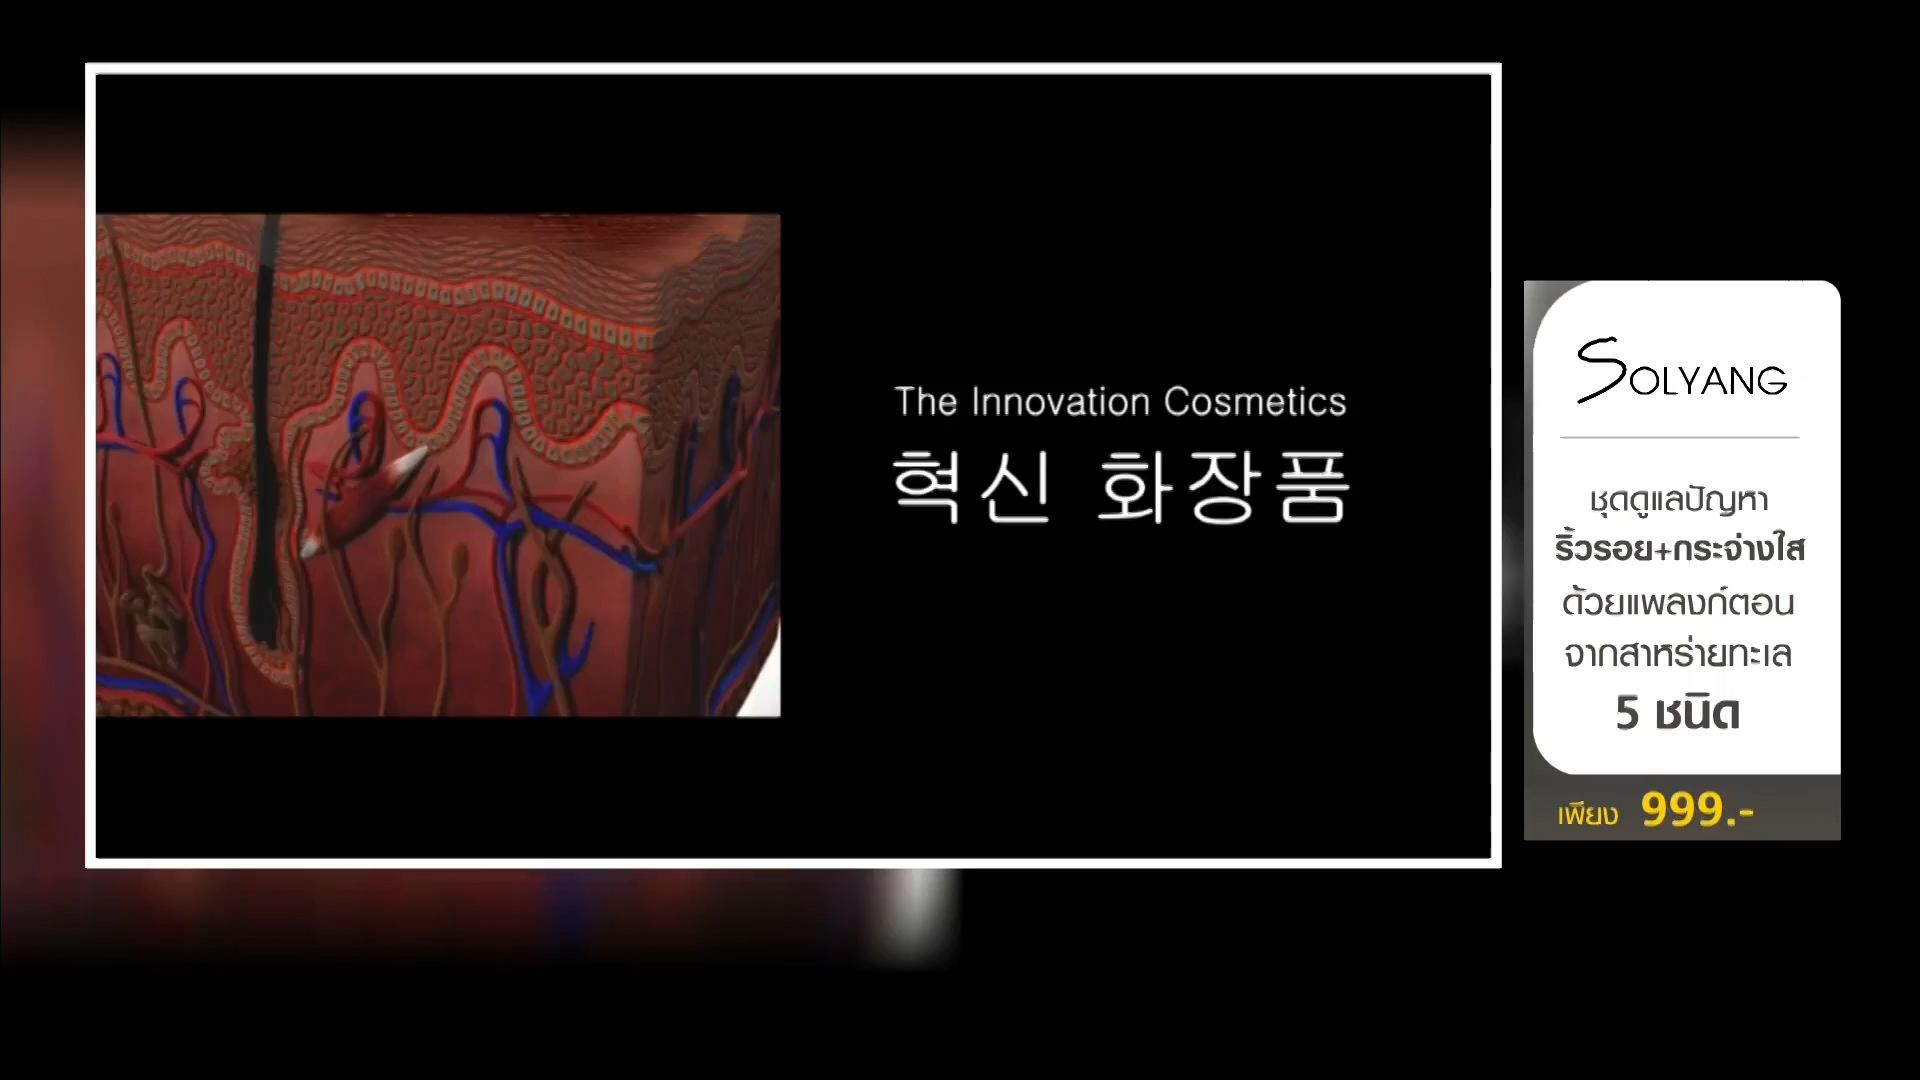 The Innovation Cosmetics
혁신 화장품
SOLYANG
ชุดดูแลปัญหา
ริ้วรอย+กระจ่างใส
ด้วยแพลงก์ตอน
จากสาหร่ายทะเล
5 ชนิด
เพียง 999.-